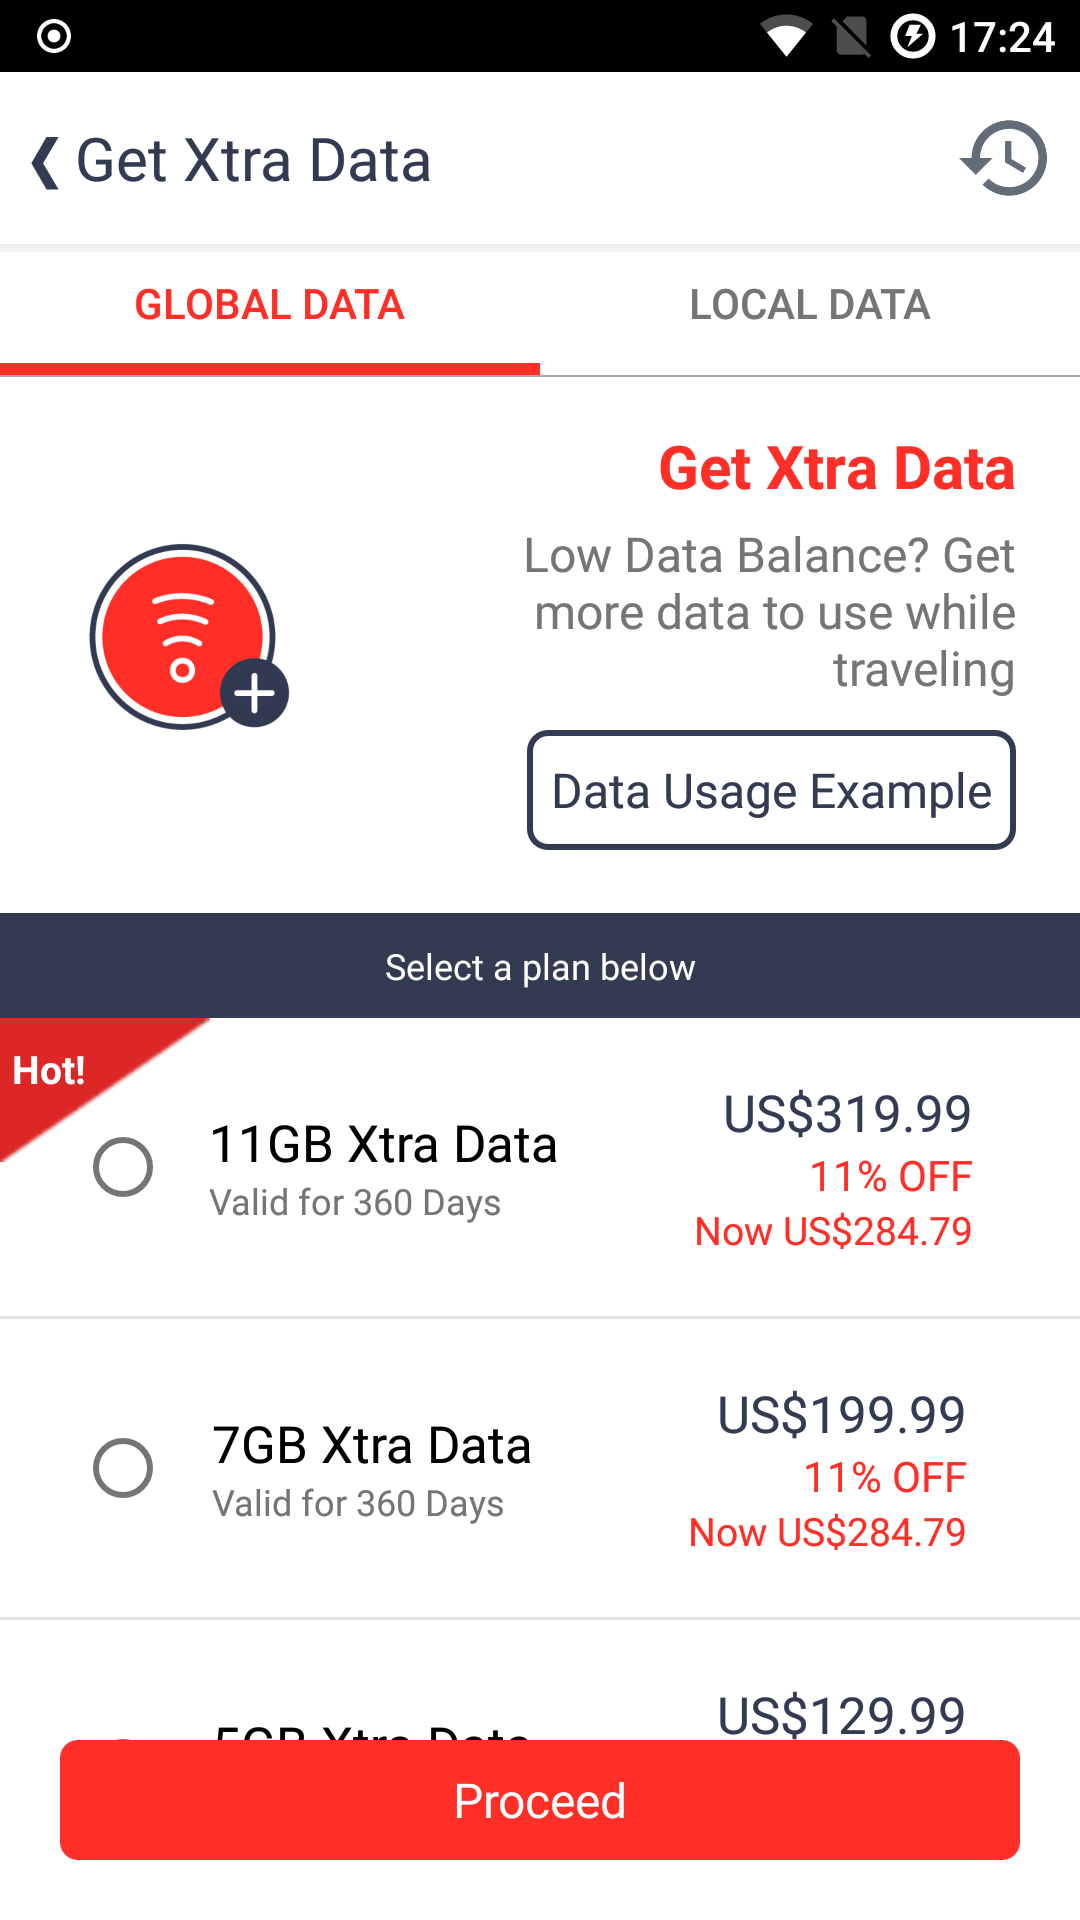 17:24
Get Xtra Data
GLOBAL DATA
LOCAL DATA
Get Xtra Data
Low Data Balance? Get
more data to use while
traveling
Data Usage Example
Select a plan below
Hot!
11GB Xtra Data
Valid for 360 Days
US$319.99
11% OFF
Now US$284.79
7GB Xtra Data
Valid for 360 Days
US$199.99
11% OFF
Now US$284.79
5GB Xtra Data
US$129.99
Proceed